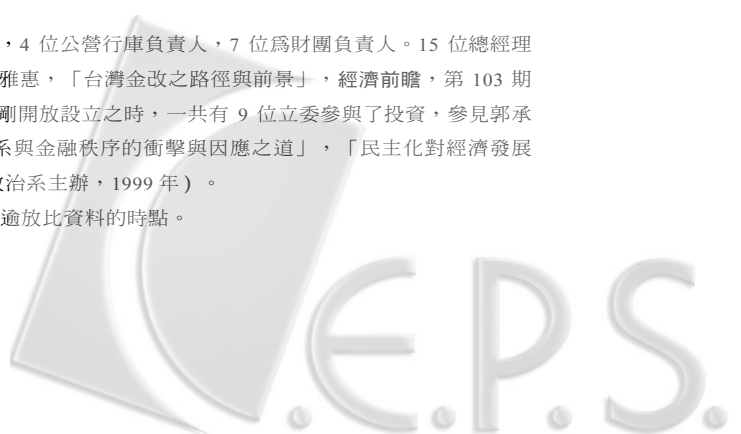 ，4 位公營行庫負責人，7 位爲財團負責人。15 位總經理
雅惠，「台灣金改之路徑與前景」，經濟前瞻，第 103 期
剛開放設立之時，一共有 9 位立委參與了投資，參見郭承
系與金融秩序的衝擊與因應之道」，「民主化對經濟發展
政治系主辦，1999 年）。
逾放比資料的時點。
C.E.P.S.